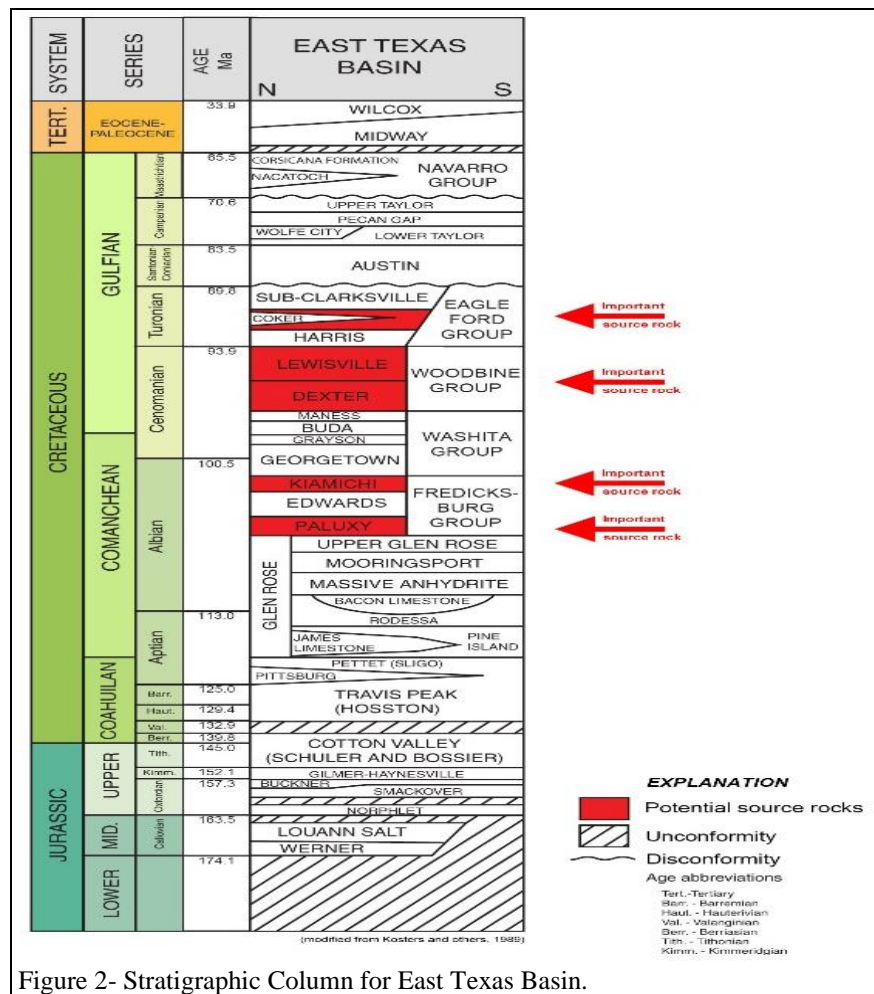 SYSTEM
SERIES
AGE
Ma
EAST TEXAS
BASIN
N S
TERT.
EOCENE-
PALEOCENE
33.9
WILCOX
MIDWAY
CRETACEOUS
GULFIAN
Maastrichtian
65.5
CORSICANA FORMATION
NACATOCH
NAVARRO
GROUP
Campanian
70.6
UPPER TAYLOR
PECAN GAP
WOLFE CITY
LOWER TAYLOR
Santonian
Coniacian
83.5
AUSTIN
Turonian
89.8
SUB-CLARKSVILLE
COKER
HARRIS
EAGLE
FORD
GROUP
Important
source rock
Cenomanian
93.9
LEWISVILLE
DEXTER
WOODBINE
GROUP
Important
source rock
MANESS
BUDA
GRAYSON
GEORGETOWN
WASHITA
GROUP
COMANCHEAN
Albian
100.5
KIAMICHI
EDWARDS
PALUXY
FREDICKS-
BURG
GROUP
Important
source rock
Important
source rock
GLEN ROSE
UPPER GLEN ROSE
MOORINGSPORT
MASSIVE ANHYDRITE
BACON LIMESTONE
RODESSA
Aptian
113.0
JAMES
LIMESTONE
PINE
ISLAND
COAHUILAN
PETTET (SLIGO)
PITTSBURG
Barr.
125.0
TRAVIS PEAK
(HOSSTON)
Haut.
129.4
Val.
132.9
Berr.
139.8
JURASSIC
UPPER
Tith.
145.0
COTTON VALLEY
(SCHULER AND BOSSIER)
Kimm.
152.1
GILMER-HAYNESVILLE
Oxfordian
157.3
BUCKNER
SMACKOVER
NORPHLET
MID.
Callovian
163.5
LOUANN SALT
WERNER
LOWER
174.1
(modified from Kosters and others, 1989)
EXPLANATION
Potential source rocks
Unconformity
Disconformity
Age abbreviations
Tert.-Tertiary
Barr. - Barremian
Haut. - Hauterivian
Val. - Valanginian
Berr. - Berriasian
Tith. - Tithonian
Kimm. - Kimmeridgian
Figure 2- Stratigraphic Column for East Texas Basin.